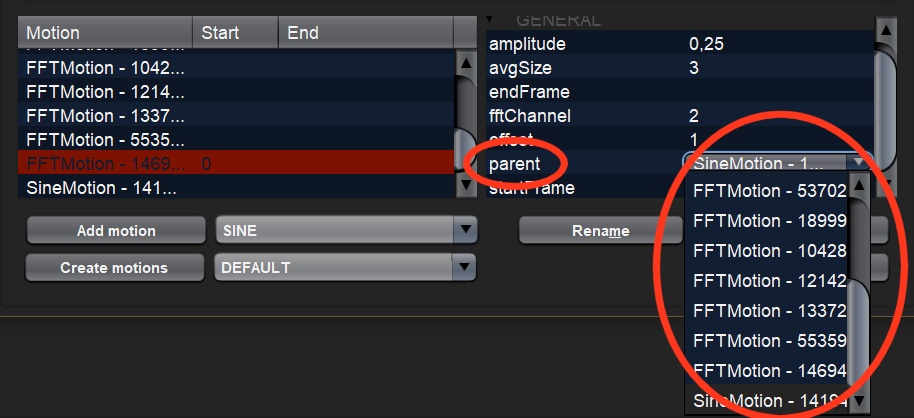 GENERAL
Motion Start End
amplitude 0,25
FFTMotion - 1042...
avgSize 3
FFTMotion - 1214...
endFrame
FFTMotion - 1337...
fftChannel 2
FFTMotion - 5535...
offset 1
FFTMotion - 1469... 0
parent SineMotion - 1...
SineMotion - 141...
startFrame
FFTMotion - 53702
FFTMotion - 18999
FFTMotion - 10428
FFTMotion - 12142
FFTMotion - 13372
FFTMotion - 55359
FFTMotion - 14694
SineMotion - 14194
Add motion SINE Rename
Create motions DEFAULT